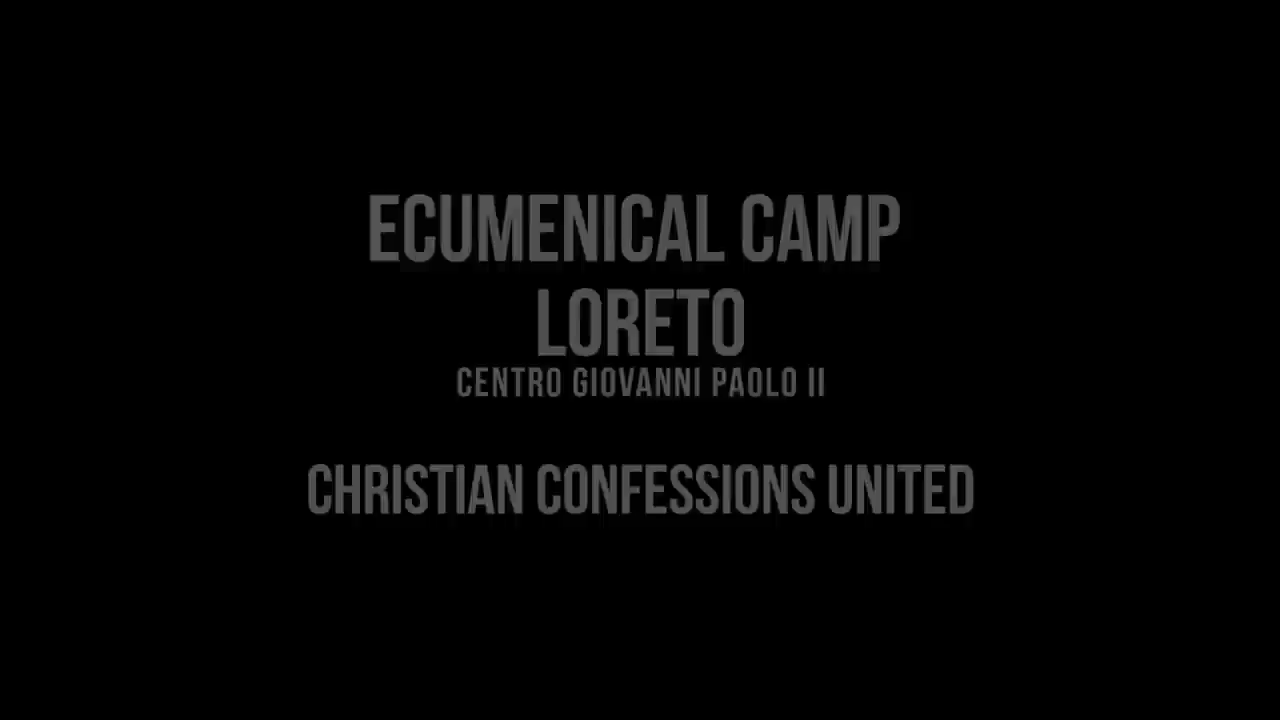 ECUMENICAL CAMP
LORETO
CENTRO GIOVANNI PAOLO II
CHRISTIAN CONFESSIONS UNITED